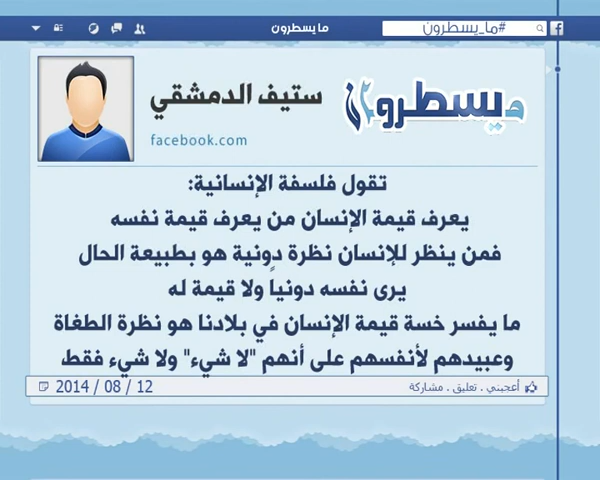 ما يسطرون
#ما_يسطرون
ما يسطرون
ستيف الدمشقي
facebook.com
تقول فلسفة الإنسانية:
يعرف قيمة الإنسان من يعرف قيمة نفسه
فمن ينظر للإنسان نظرة دونية هو بطبيعة الحال
يرى نفسه دونياً ولا قيمة له
ما يفسر خسة قيمة الإنسان في بلادنا هو نظرة الطغاة
وعبيدهم لأنفسهم على أنهم "لا شيء" ولا شيء فقط
أعجبني . تعليق . مشاركة
2014 / 08 / 12